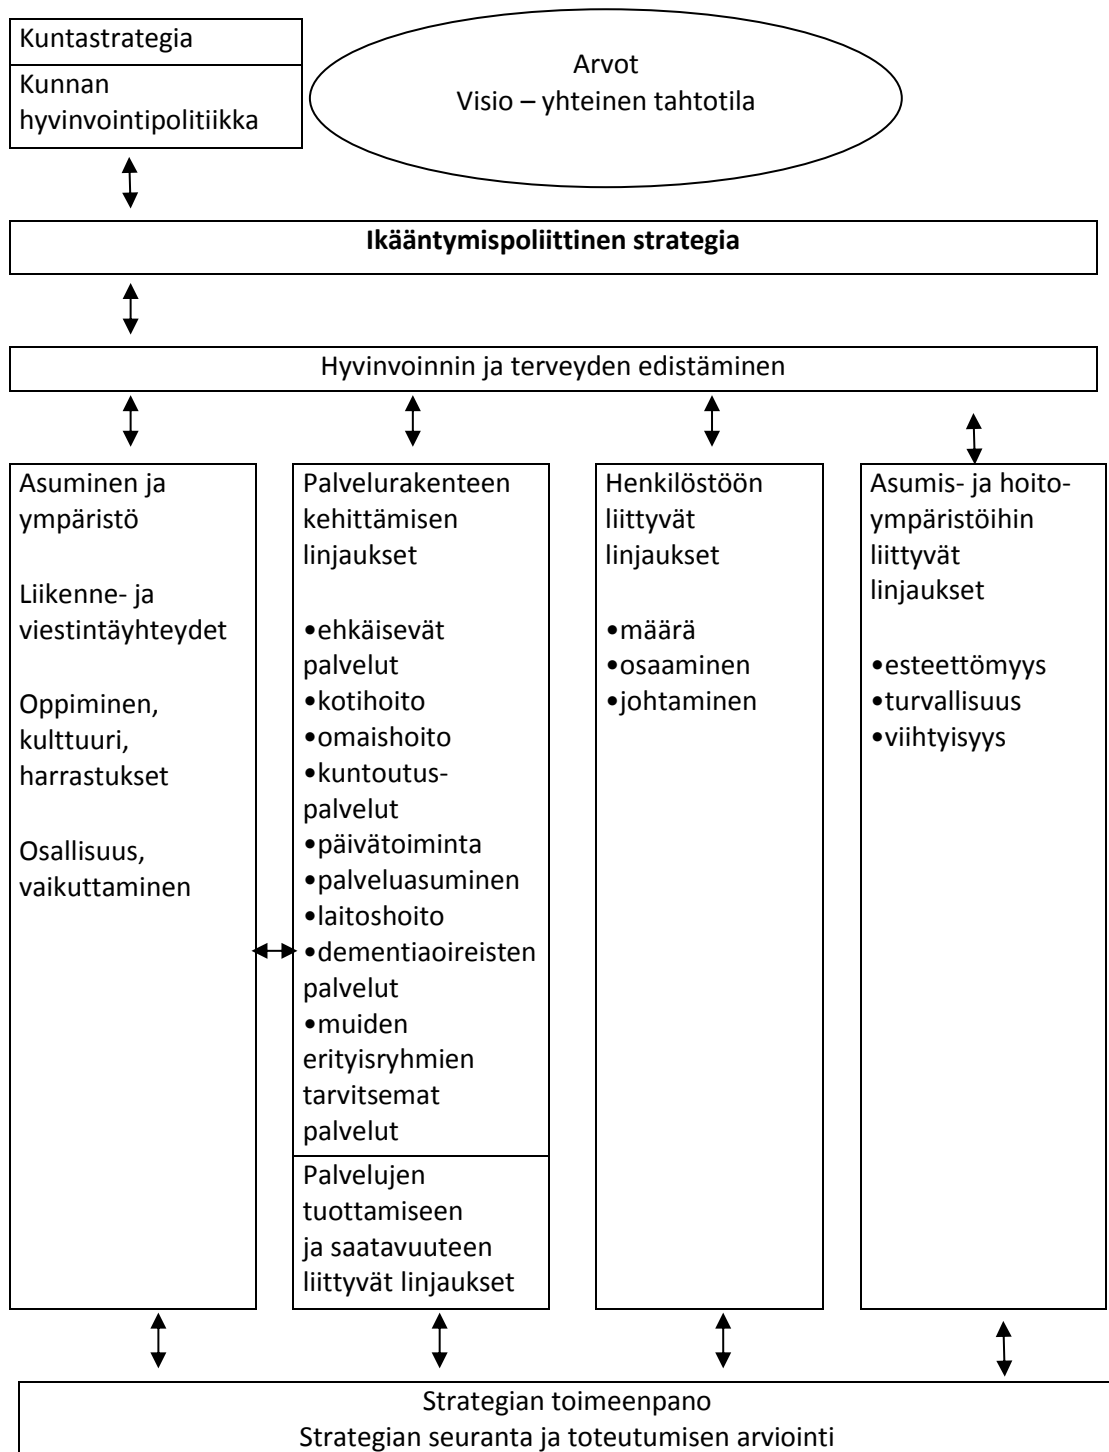 Kuntastrategia
Kunnan
hyvinvointipolitiikka
Arvot
Visio – yhteinen tahtotila
Ikääntymispoliittinen strategia
Hyvinvoinnin ja terveyden edistäminen
Asuminen ja
ympäristö
Liikenne- ja
viestintäyhteydet
Oppiminen,
kulttuuri,
harrastukset
Osallisuus,
vaikuttaminen
Palvelurakenteen
kehittämisen
linjaukset
•ehkäisevät
palvelut
•kotihoito
•omaishoito
•kuntoutus-
palvelut
•päivätoiminta
•palveluasuminen
•laitoshoito
•dementiaoireisten
palvelut
•muiden
erityisryhmien
tarvitsemat
palvelut
Palvelujen
tuottamiseen
ja saatavuuteen
liittyvät linjaukset
Henkilöstöön
liittyvät
linjaukset
•määrä
•osaaminen
•johtaminen
Asumis- ja hoito-
ympäristöihin
liittyvät
linjaukset
•esteettömyys
•turvallisuus
•viihtyisyys
Strategian toimeenpano
Strategian seuranta ja toteutumisen arviointi